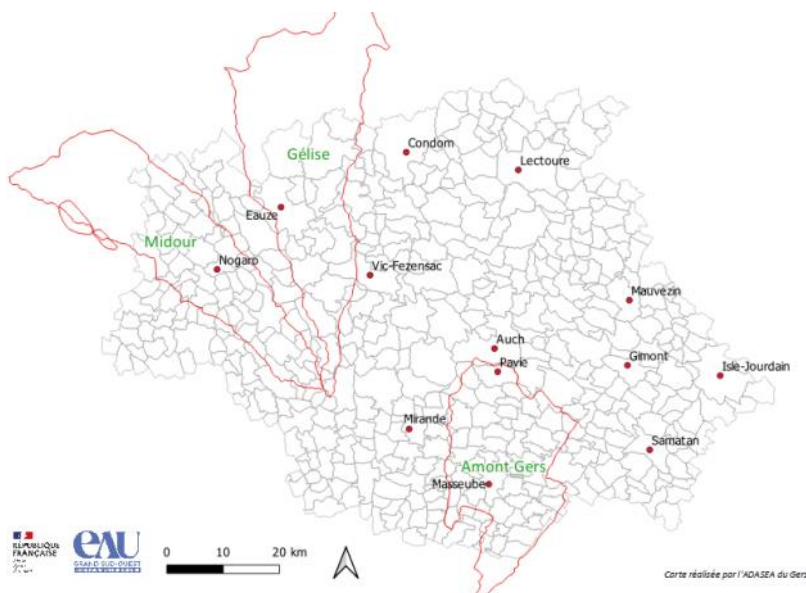 Condom
Lectoure
Gélise
Eauze
Midour
Nogaro
Vic-Fezensac
Mauvezin
Auch
Pavie
Gimont
Isle-Jourdain
Mirande
Samatan
Amont Gers
Masseube
RÉPUBLIQUE
FRANÇAISE
eau
GRAND SUD-OUEST
0 10 20 km
Carte réalisée par l'ADASEA du Gers